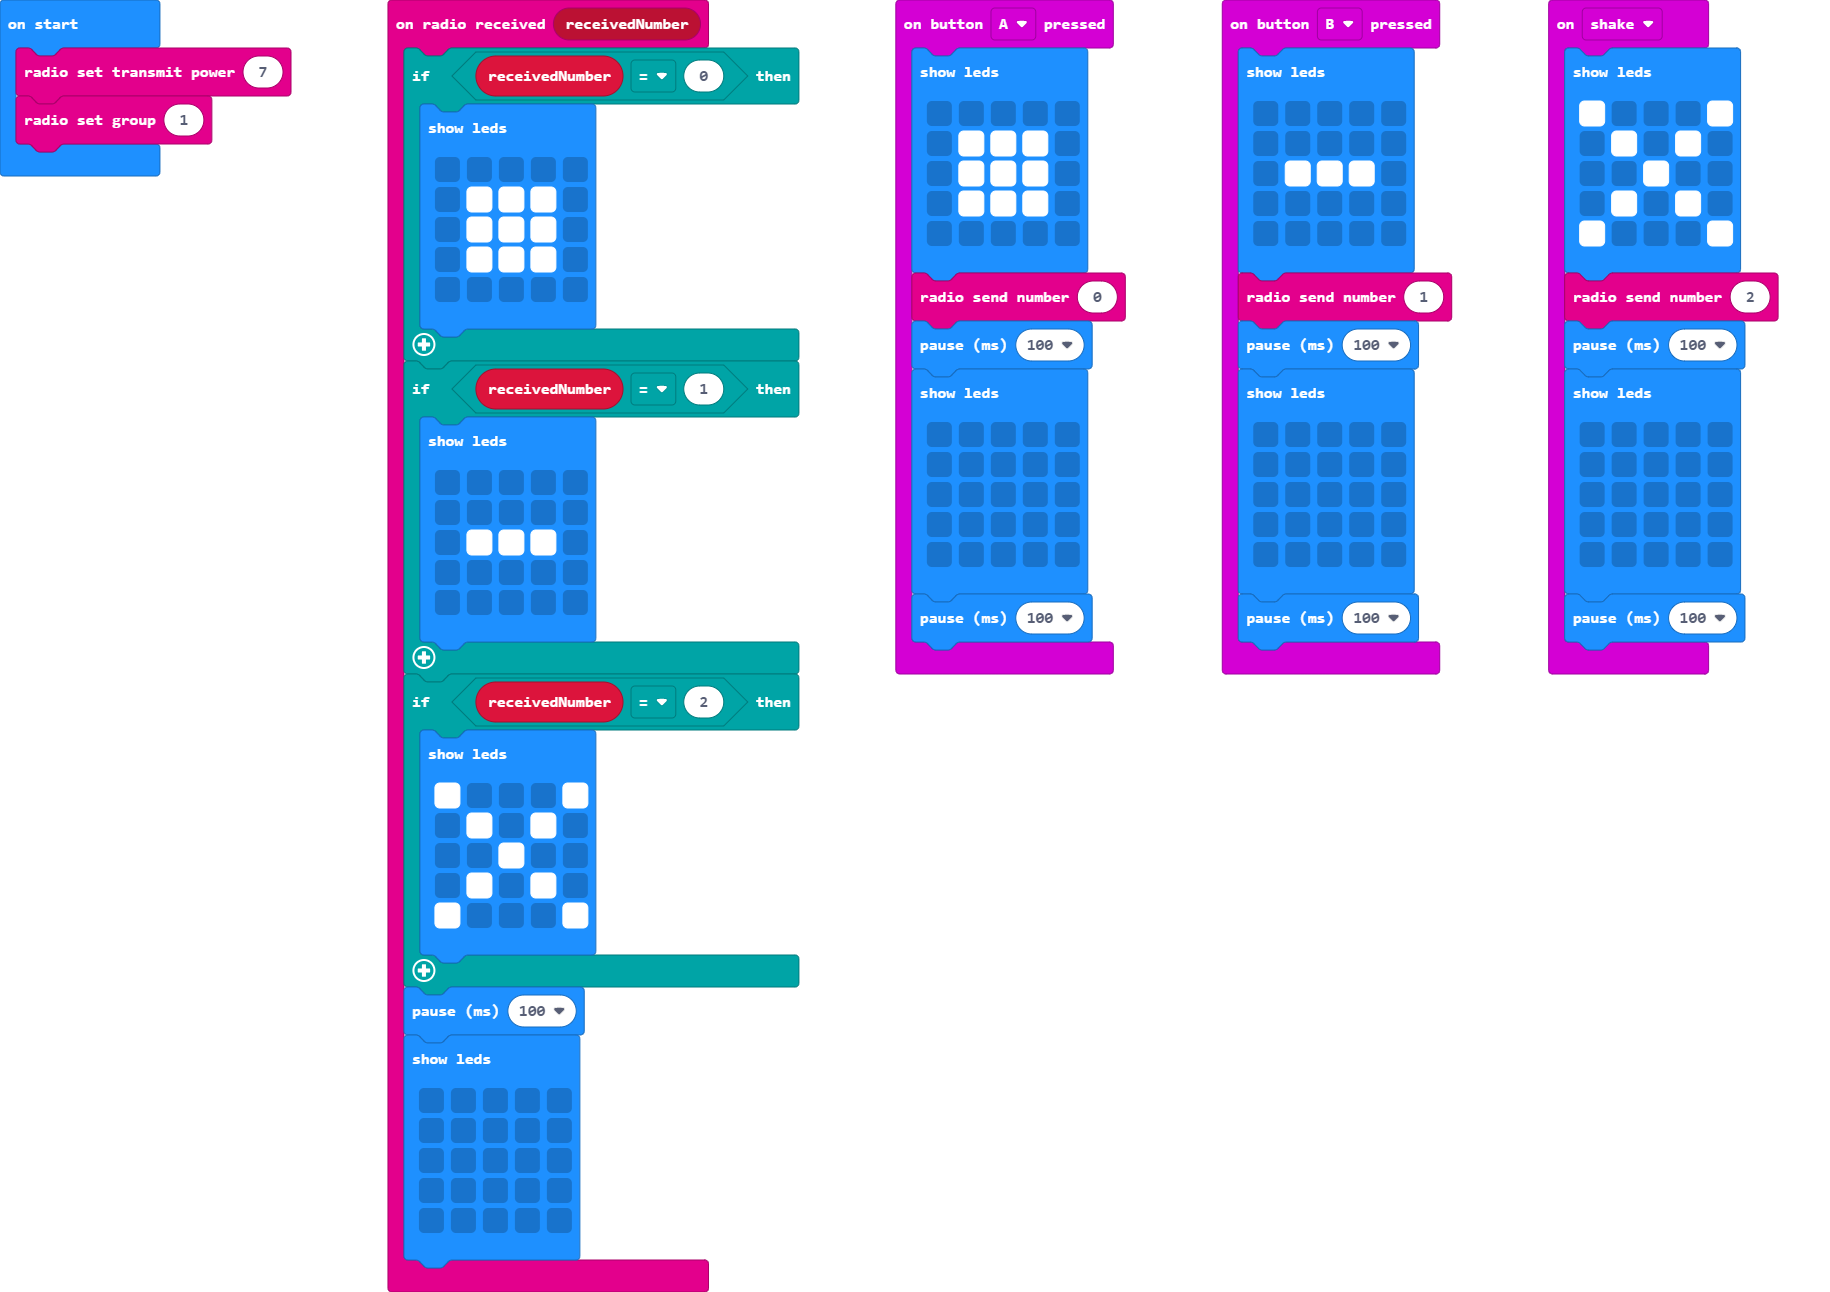 on start
radio set transmit power 7
radio set group 1
on radio received receivedNumber
if receivedNumber = 0 then
show leds
if receivedNumber = 1 then
show leds
if receivedNumber = 2 then
show leds
pause (ms) 100
show leds
on button A pressed
show leds
radio send number 0
pause (ms) 100
show leds
pause (ms) 100
on button B pressed
show leds
radio send number 1
pause (ms) 100
show leds
pause (ms) 100
on shake
show leds
radio send number 2
pause (ms) 100
show leds
pause (ms) 100